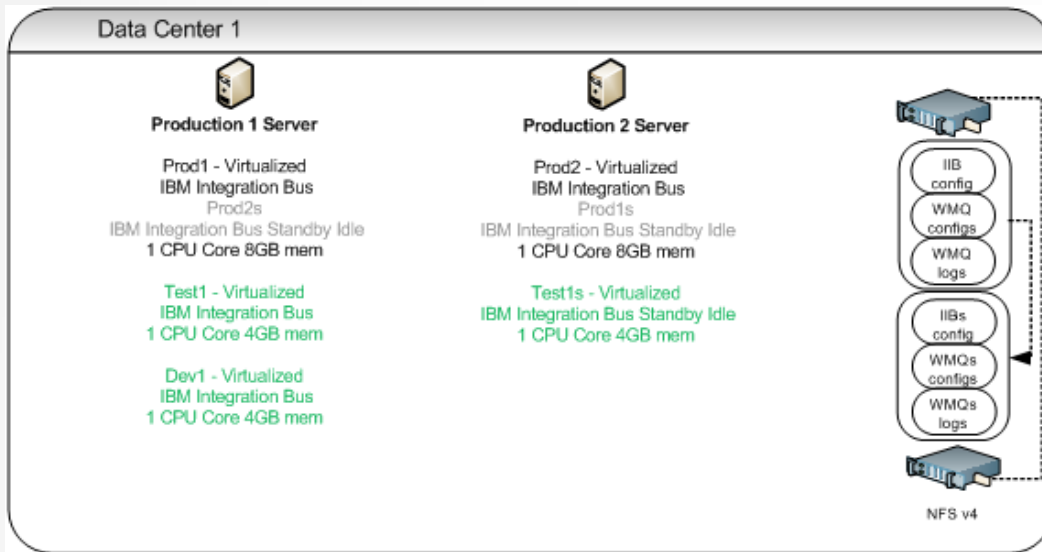 Data Center 1
Production 1 Server
Prod1 - Virtualized
IBM Integration Bus
Prod2s
IBM Integration Bus Standby Idle
1 CPU Core 8GB mem
Test1 - Virtualized
IBM Integration Bus
1 CPU Core 4GB mem
Dev1 - Virtualized
IBM Integration Bus
1 CPU Core 4GB mem
Production 2 Server
Prod2 - Virtualized
IBM Integration Bus
Prod1s
IBM Integration Bus Standby Idle
1 CPU Core 8GB mem
Test1s - Virtualized
IBM Integration Bus Standby Idle
1 CPU Core 4GB mem
IIB
config
WMQ
configs
WMQ
logs
IIBs
config
WMQs
configs
WMQs
logs
NFS v4